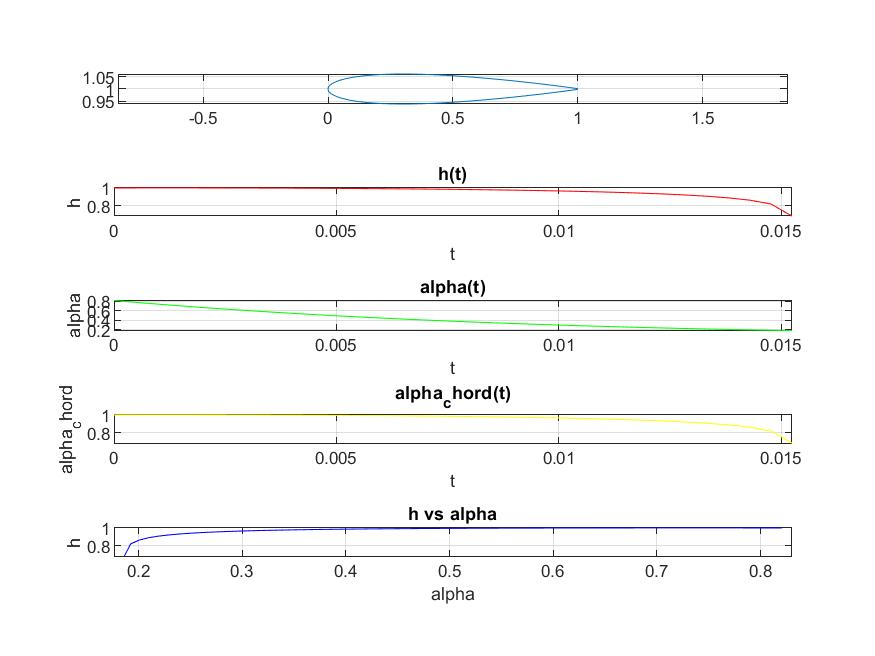 1.05
1
0.95
-0.5 0 0.5 1 1.5
h(t)
h
1
0.8
0 0.005 0.01 0.015
t
alpha(t)
alpha
0.8
0.6
0.4
0.2
0 0.005 0.01 0.015
t
alpha_chord(t)
alpha_chord
1
0.8
0 0.005 0.01 0.015
t
h vs alpha
h
1
0.8
0.2 0.3 0.4 0.5 0.6 0.7 0.8
alpha